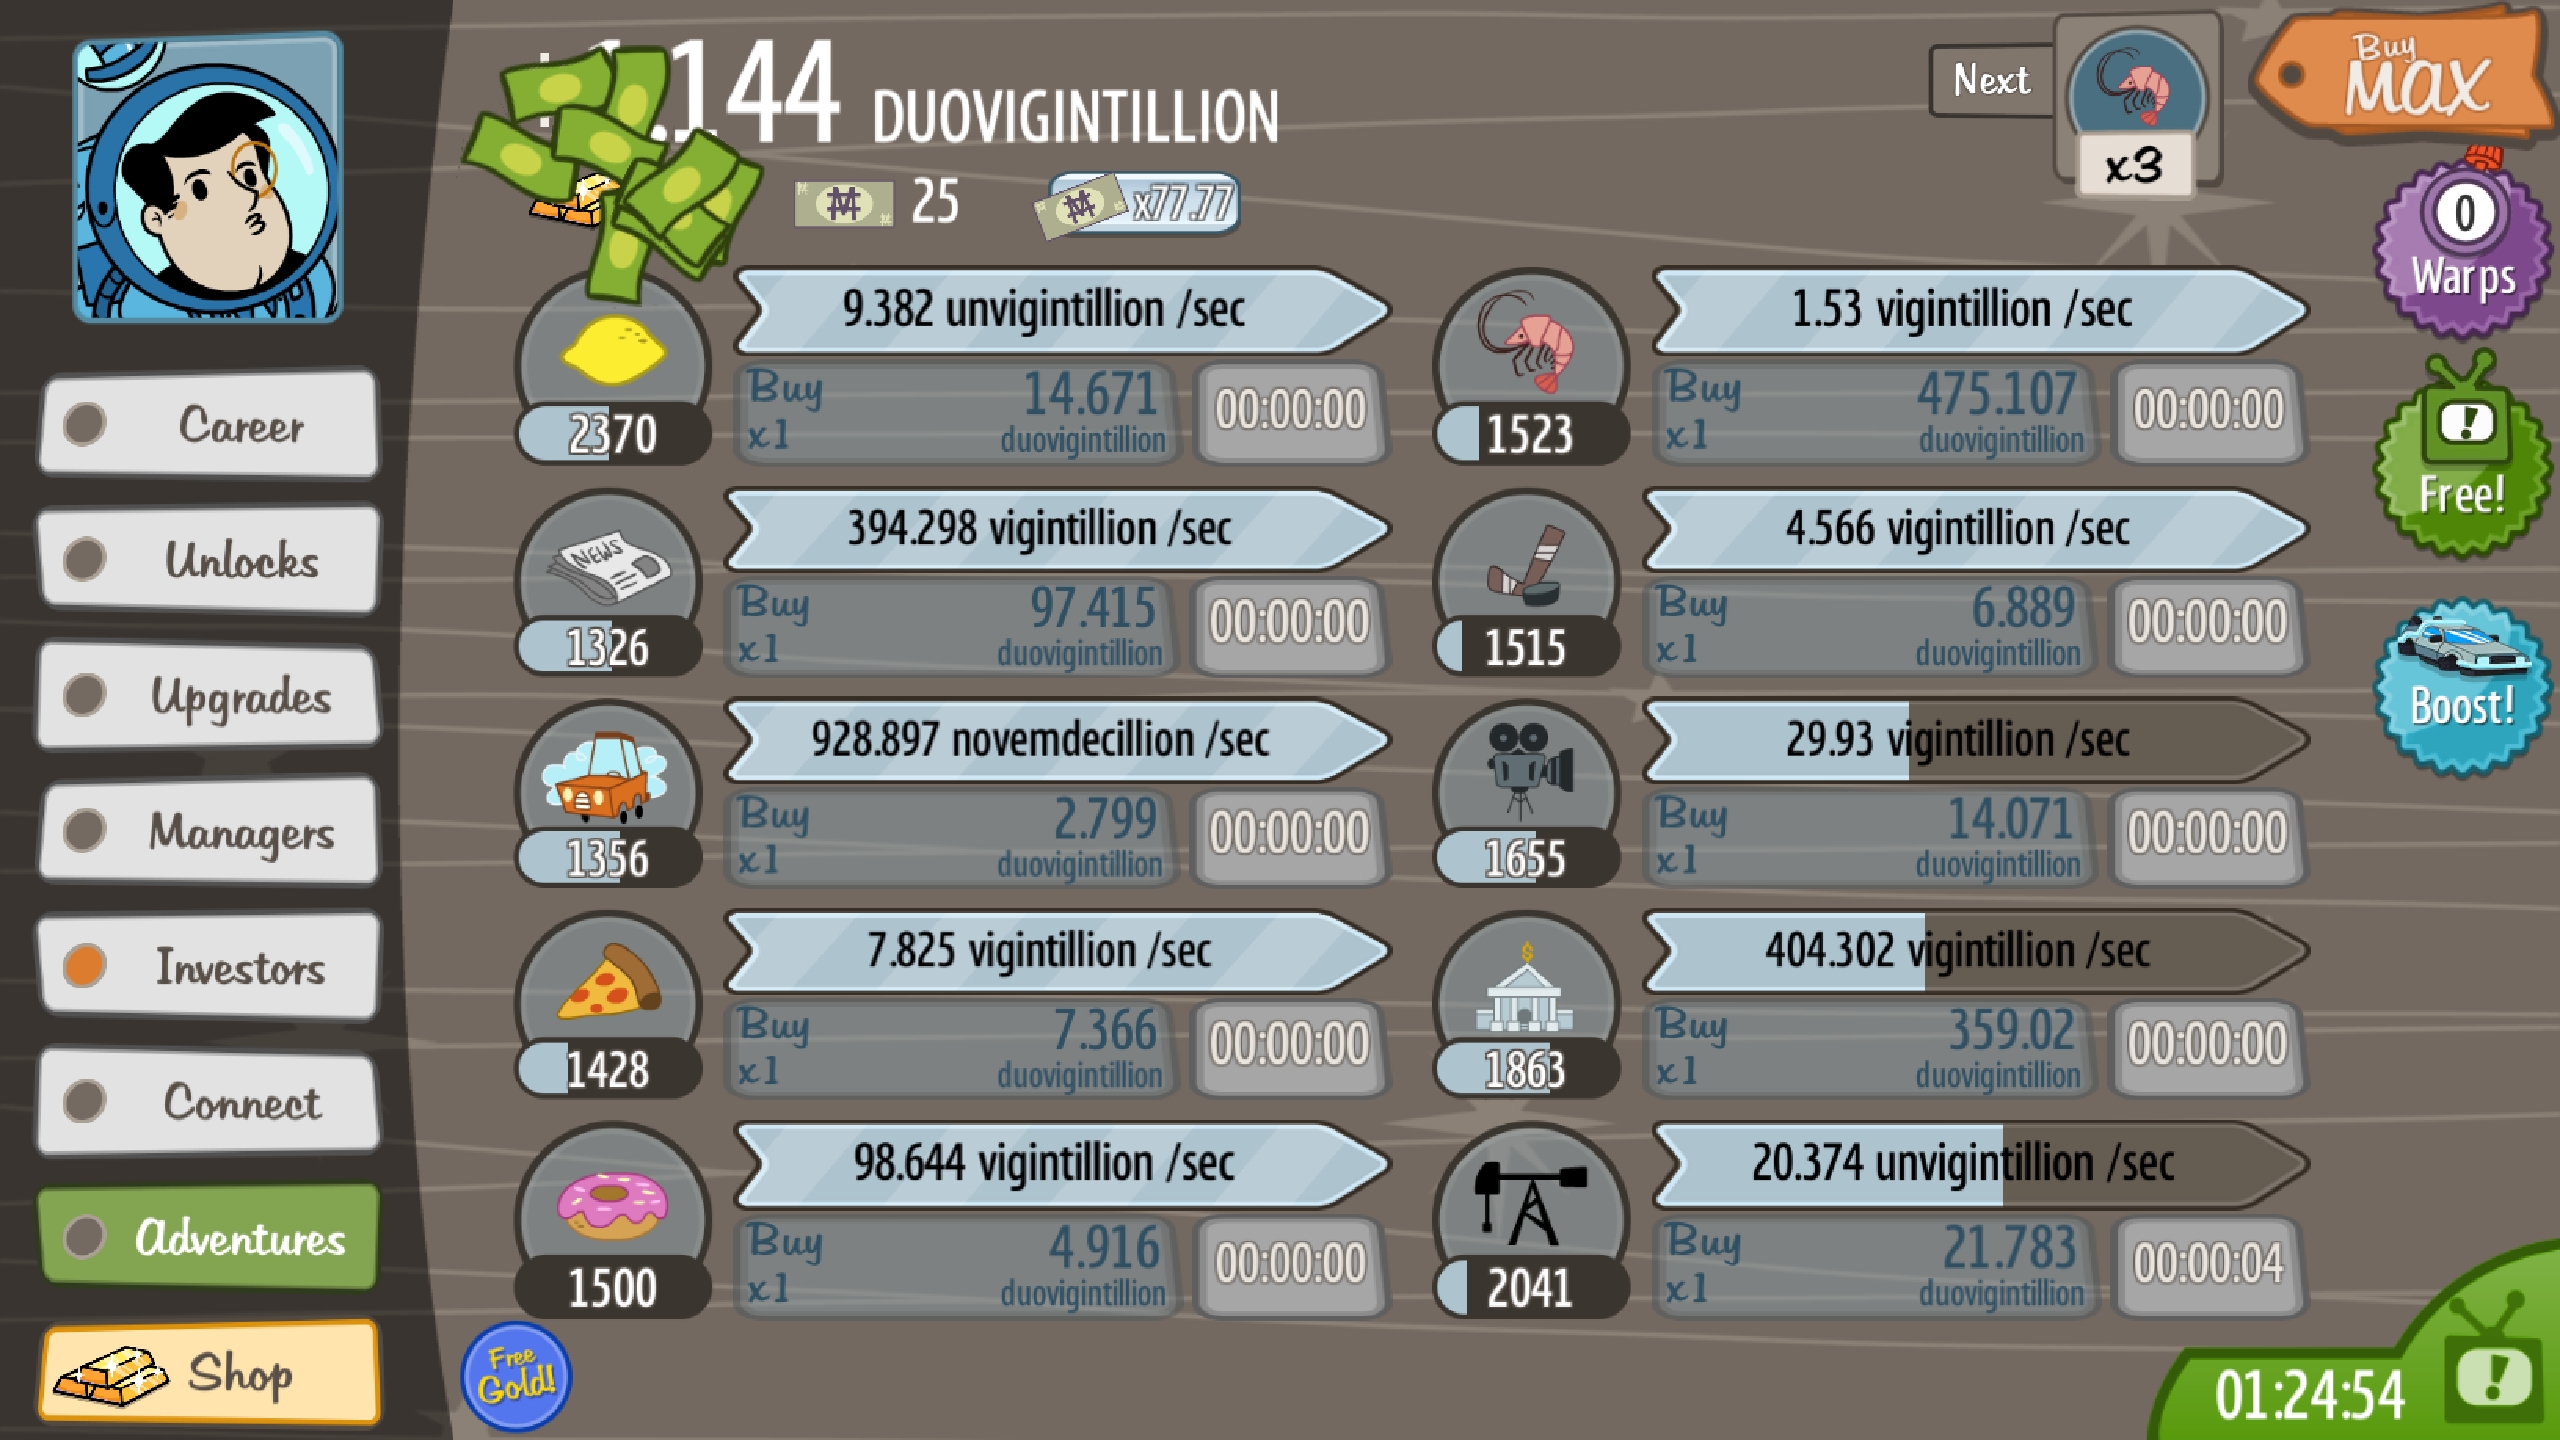 .144 DUOVIGINTILLION
Next
x3
Buy
MAX
25
x77.77
0
Warps
Free!
Boost!
Career
Unlocks
Upgrades
Managers
Investors
Connect
Adventures
Shop
9.382 unvigintillion /sec
2370
Buy
x1
14.671
duovigintillion
00:00:00
NEWS
394.298 vigintillion /sec
1326
Buy
x1
97.415
duovigintillion
00:00:00
928.897 novemdecillion /sec
1356
Buy
x1
2.799
duovigintillion
00:00:00
7.825 vigintillion /sec
1428
Buy
x1
7.366
duovigintillion
00:00:00
98.644 vigintillion /sec
1500
Buy
x1
4.916
duovigintillion
00:00:00
1.53 vigintillion /sec
1523
Buy
x1
475.107
duovigintillion
00:00:00
4.566 vigintillion /sec
1515
Buy
x1
6.889
duovigintillion
00:00:00
29.93 vigintillion /sec
1655
Buy
x1
14.071
duovigintillion
00:00:00
$
404.302 vigintillion /sec
1863
Buy
x1
359.02
duovigintillion
00:00:00
20.374 unvigintillion /sec
2041
Buy
x1
21.783
duovigintillion
00:00:04
Free
Gold!
01:24:54